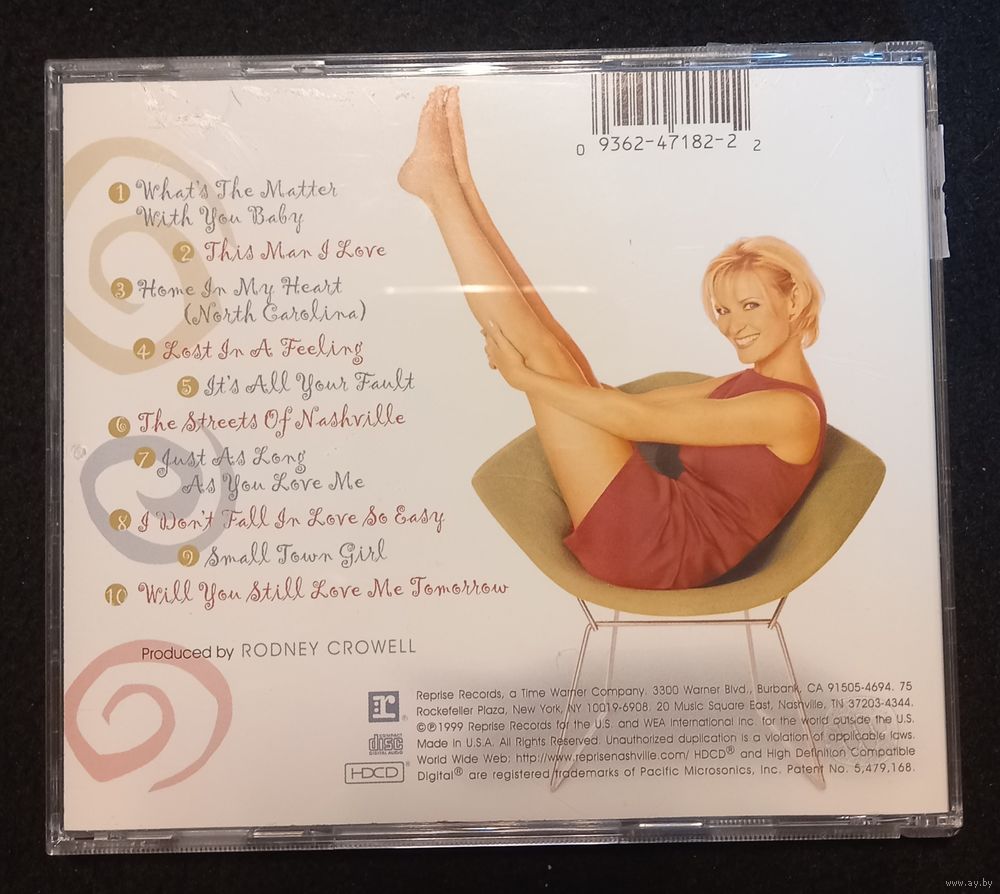 0 9362-47182-2 2
1 What's The Matter
With You Baby
2 This Man I Love
3 Home In My Heart
(North Carolina)
4 Lost In A Feeling
5 It's All Your Fault
6 The Streets Of Nashville
7 Just As Long
As You Love Me
8 I Don't Fall In Love So Easy
9 Small Town Girl
10 Will You Still Love Me Tomorrow
Produced by RODNEY CROWELL
r®
COMPACT
disc
DIGITAL AUDIO
HDCD®
Reprise Records, a Time Warner Company. 3300 Warner Blvd., Burbank, CA 91505-4694. 75
Rockefeller Plaza, New York, NY 10019-6908. 20 Music Square East, Nashville, TN 37203-4344.
©℗1999 Reprise Records for the U.S. and WEA International Inc. for the world outside the U.S.
Made in U.S.A. All Rights Reserved. Unauthorized duplication is a violation of applicable laws.
World Wide Web: http://www.reprisenashville.com/ HDCD® and High Definition Compatible
Digital® are registered trademarks of Pacific Microsonics, Inc. Patent No. 5,479,168.
www.ay.by